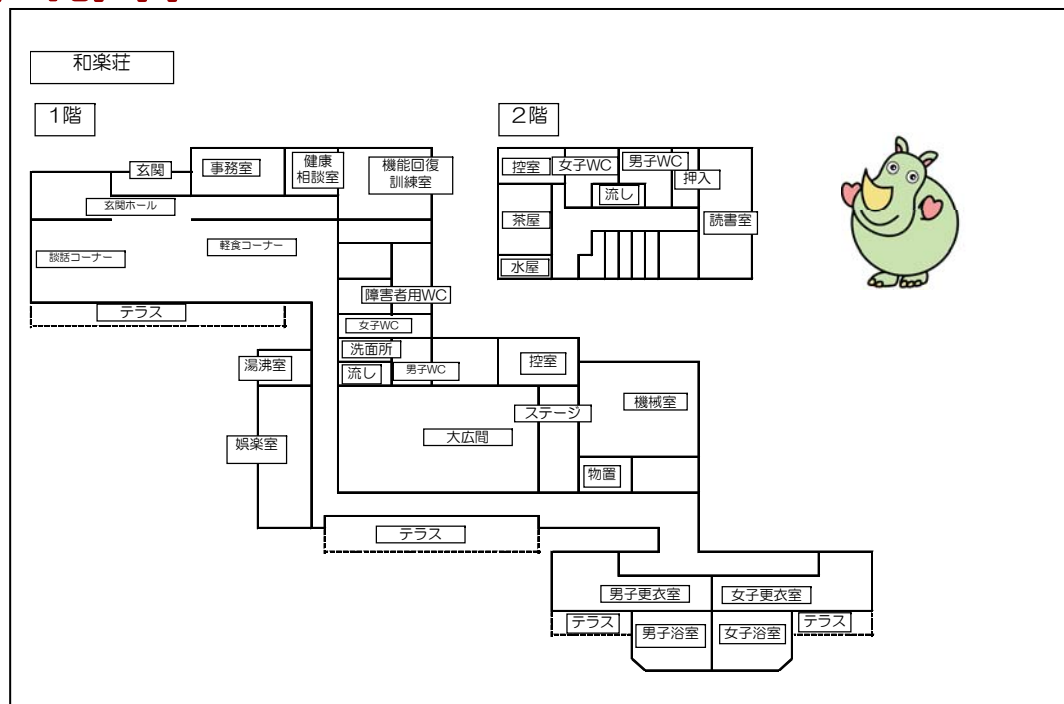 和楽荘
1階
2階
玄関
事務室
健康
相談室
機能回復
訓練室
玄関ホール
談話コーナー
軽食コーナー
テラス
障害者用WC
女子WC
洗面所
流し
男子WC
控室
湯沸室
娯楽室
大広間
ステージ
機械室
物置
テラス
男子更衣室
女子更衣室
テラス
男子浴室
女子浴室
テラス
控室
女子WC
男子WC
押入
流し
茶屋
読書室
水屋